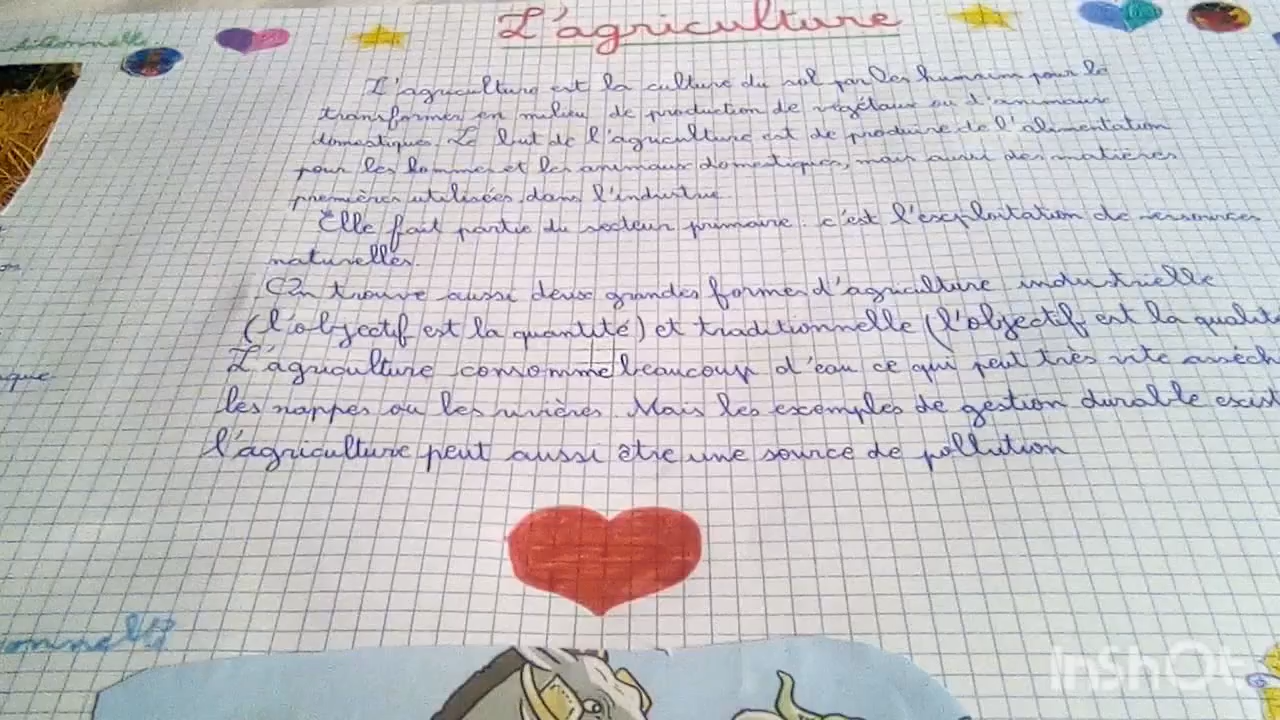 L'agriculture
L'agriculture est la culture du sol par les humains pour le
transformer en milieu de production de végétaux ou d'animaux
domestiques. Le but de l'agriculture est de produire de l'alimentation
pour les hommes et les animaux domestiques, mais aussi des matières
premières utilisées dans l'industrie.
Elle fait partie du secteur primaire : c'est l'exploitation de ressources
naturelles.
On trouve aussi deux grandes formes d'agriculture industrielle
(l'objectif est la quantité) et traditionnelle (l'objectif est la qualité
L'agriculture consomme beaucoup d'eau ce qui peut très vite asséch
les nappes ou les rivières. Mais les exemples de gestion durable exist
l'agriculture peut aussi être une source de pollution
InShOt